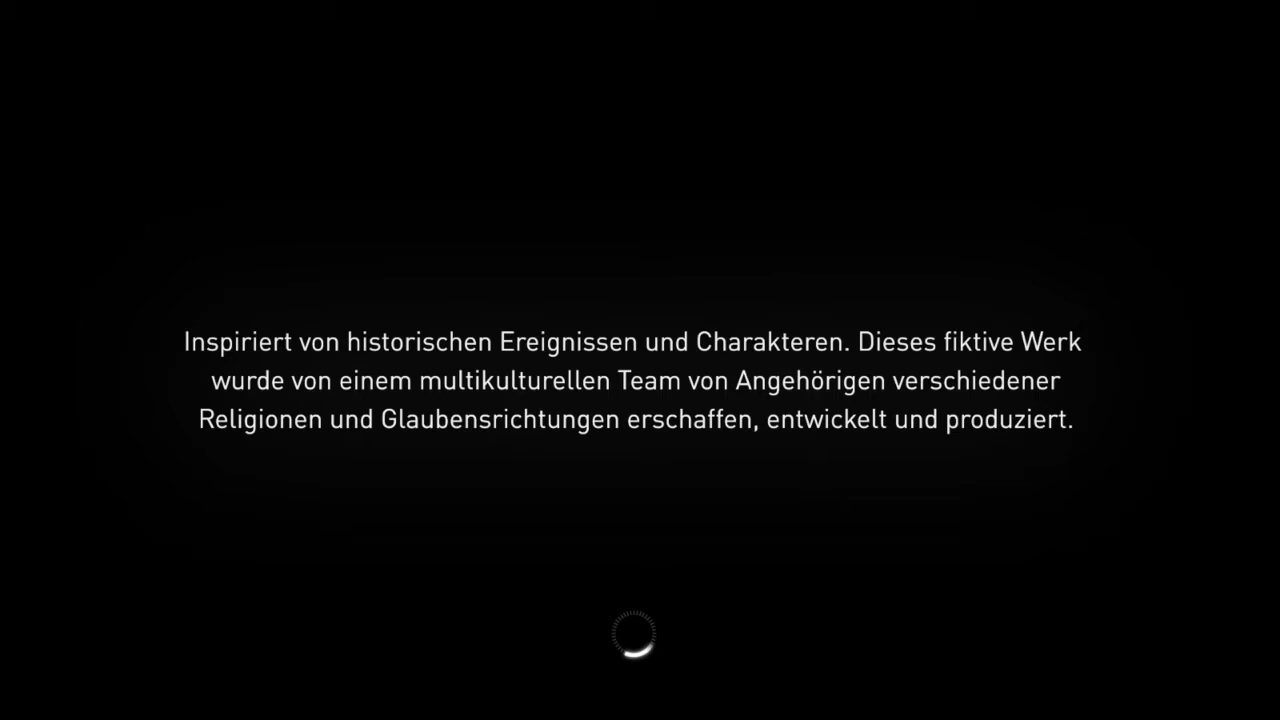 Inspiriert von historischen Ereignissen und Charakteren. Dieses fiktive Werk
wurde von einem multikulturellen Team von Angehörigen verschiedener
Religionen und Glaubensrichtungen erschaffen, entwickelt und produziert.